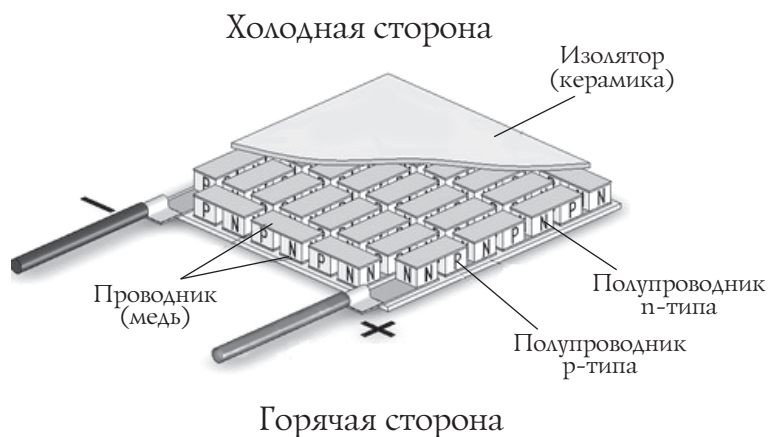 Холодная сторона
Изолятор
(керамика)
P N P N P N N N N P N P N P N
Проводник
(медь)
Полупроводник
n-типа
Полупроводник
p-типа
Горячая сторона